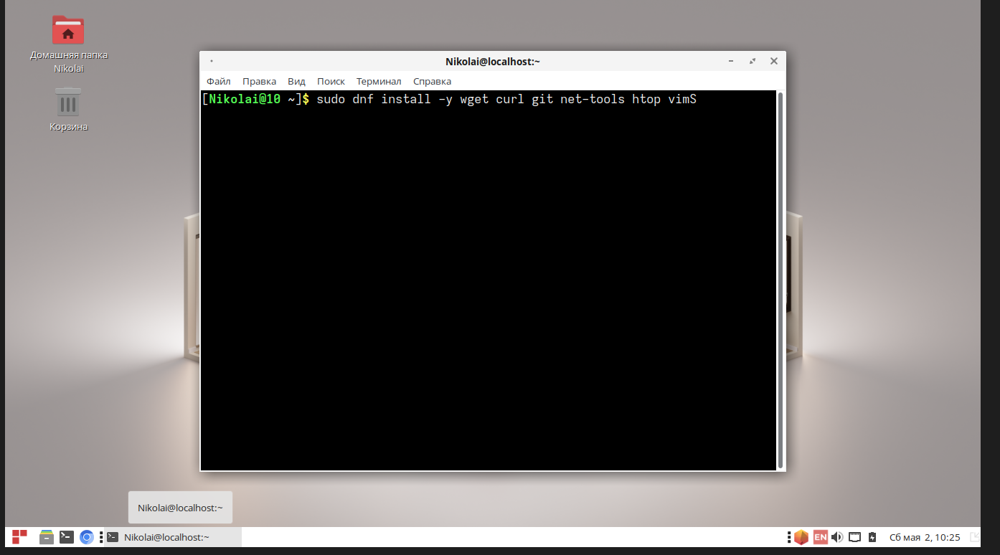 Домашняя папка
Nikolai
Корзина
Nikolai@localhost:~
Файл Правка Вид Поиск Терминал Справка
[Nikolai@10 ~]$ sudo dnf install -y wget curl git net-tools htop vimS
Nikolai@localhost:~
Nikolai@localhost:~
EN
Сб мая 2, 10:25